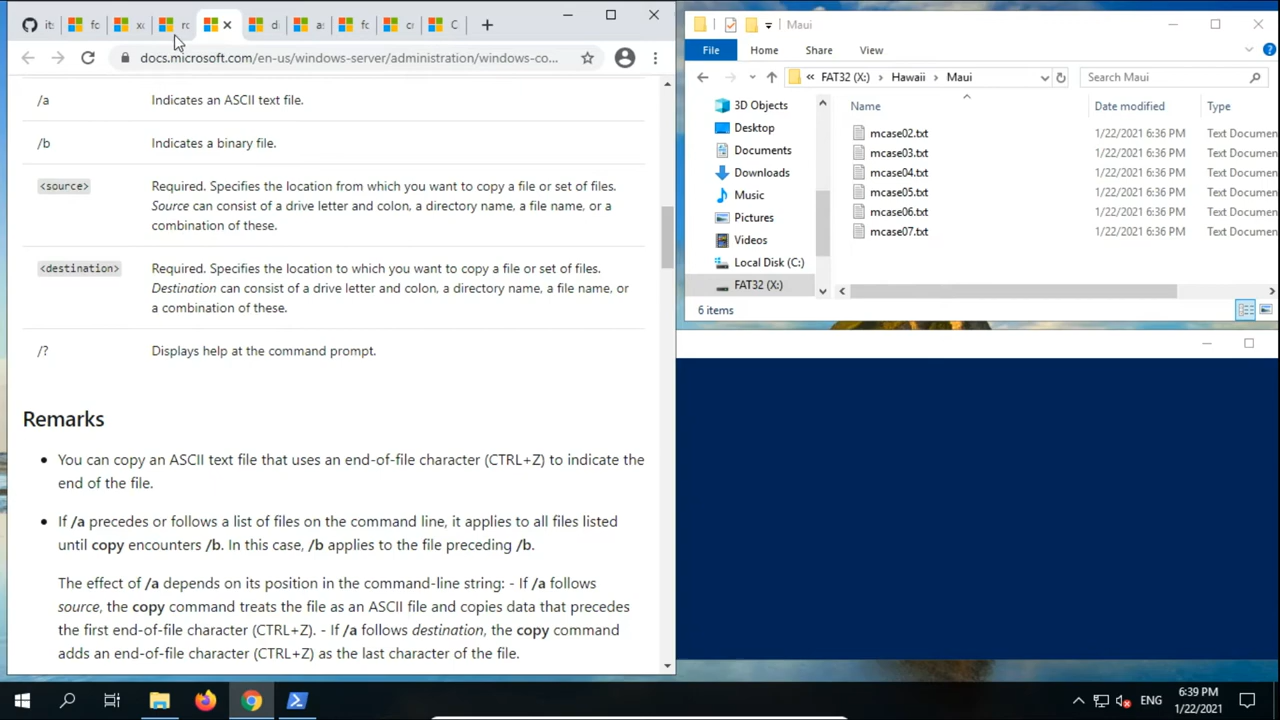 its
fc
xc
rc
di
as
fc
cr
C
docs.microsoft.com/en-us/windows-server/administration/windows-co...
/a Indicates an ASCII text file.
/b Indicates a binary file.
<source> Required. Specifies the location from which you want to copy a file or set of files.
Source can consist of a drive letter and colon, a directory name, a file name, or a
combination of these.
<destination> Required. Specifies the location to which you want to copy a file or set of files.
Destination can consist of a drive letter and colon, a directory name, a file name, or
a combination of these.
/? Displays help at the command prompt.
Remarks
You can copy an ASCII text file that uses an end-of-file character (CTRL+Z) to indicate the
end of the file.
If /a precedes or follows a list of files on the command line, it applies to all files listed
until copy encounters /b. In this case, /b applies to the file preceding /b.
The effect of /a depends on its position in the command-line string: - If /a follows
source, the copy command treats the file as an ASCII file and copies data that precedes
the first end-of-file character (CTRL+Z). - If /a follows destination, the copy command
adds an end-of-file character (CTRL+Z) as the last character of the file.
Maui
File Home Share View
« FAT32 (X:) › Hawaii › Maui
Search Maui
3D Objects
Desktop
Documents
Downloads
Music
Pictures
Videos
Local Disk (C:)
FAT32 (X:)
Name Date modified Type
mcase02.txt 1/22/2021 6:36 PM Text Documen
mcase03.txt 1/22/2021 6:36 PM Text Documen
mcase04.txt 1/22/2021 6:36 PM Text Documen
mcase05.txt 1/22/2021 6:36 PM Text Documen
mcase06.txt 1/22/2021 6:36 PM Text Documen
mcase07.txt 1/22/2021 6:36 PM Text Documen
6 items
ENG
6:39 PM
1/22/2021